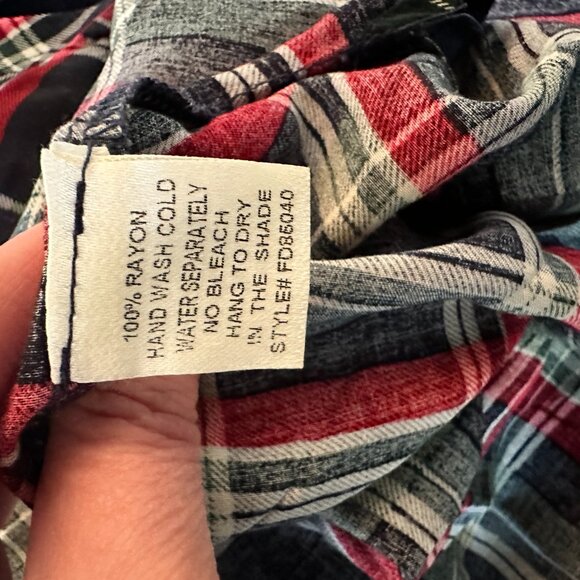 100% RAYON
HAND WASH COLD
WATER SEPARATELY
NO BLEACH
HANG TO DRY
IN THE SHADE
STYLE# FD85040